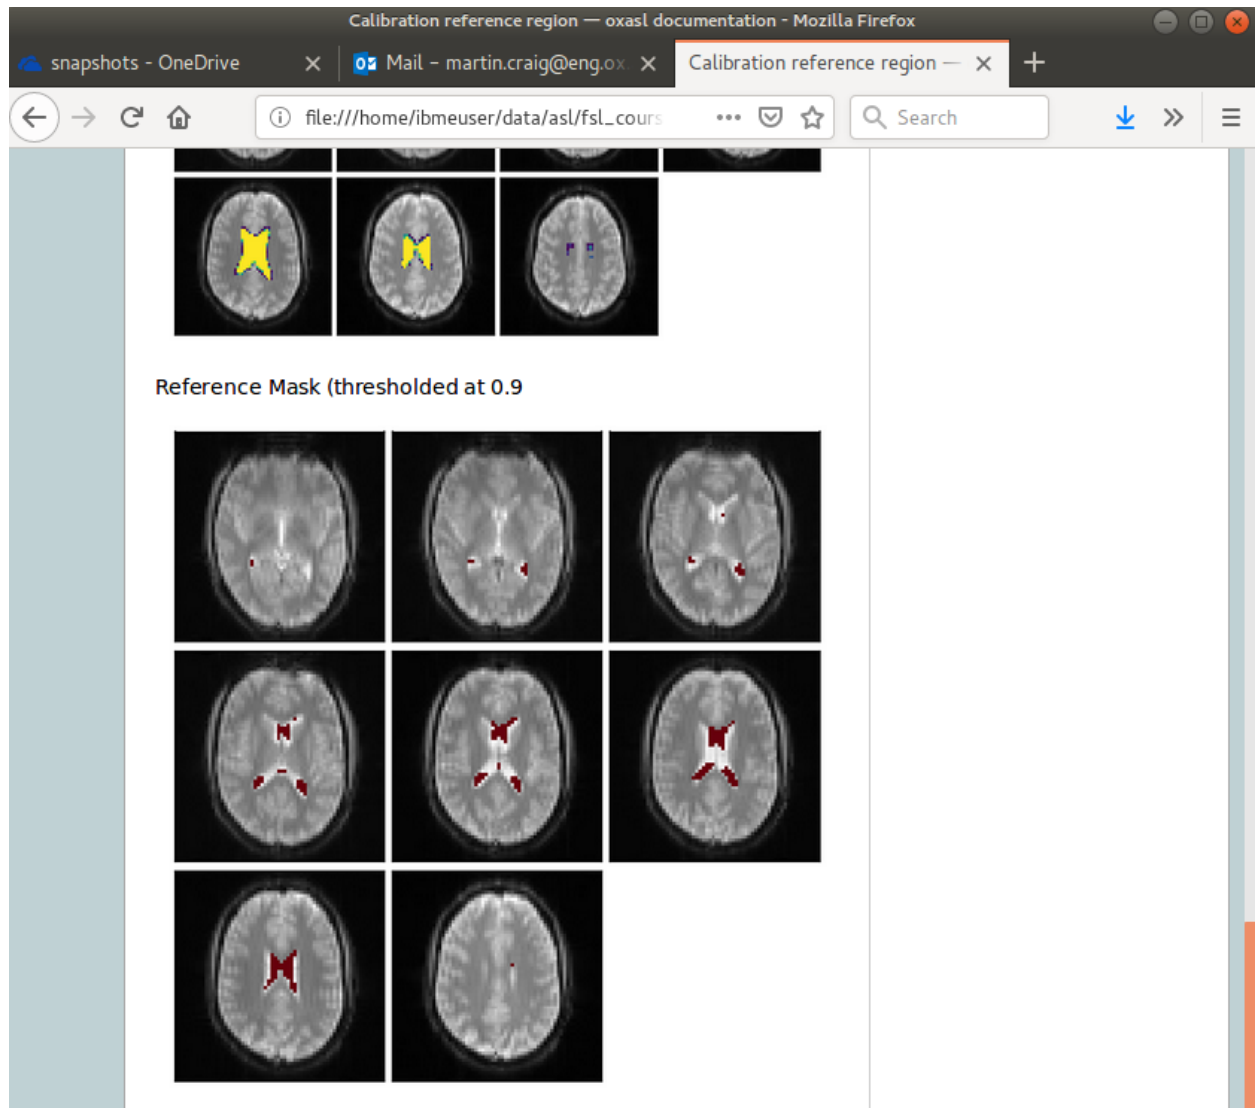 Calibration reference region — oxasl documentation - Mozilla Firefox
snapshots - OneDrive
Mail – martin.craig@eng.ox
Calibration reference region —
file:///home/ibmeuser/data/asl/fsl_cours
Search
Reference Mask (thresholded at 0.9